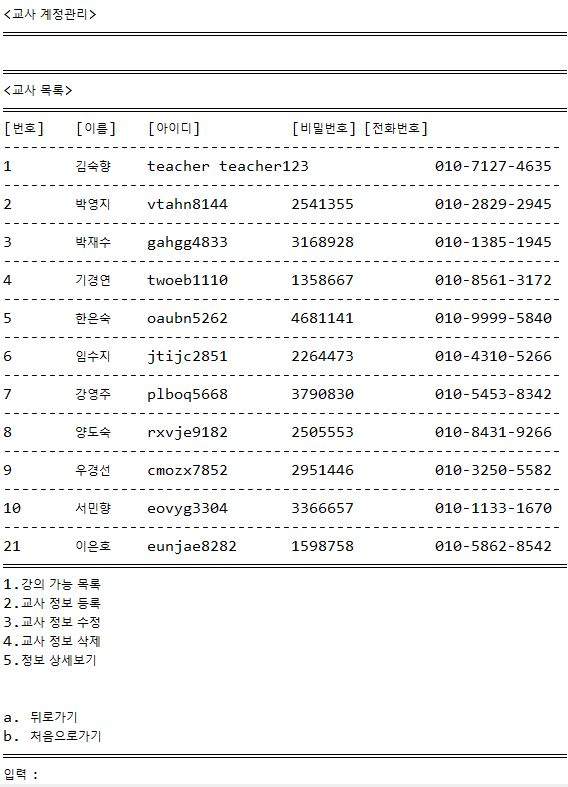 <교사 계정관리>
<교사 목록>
[번호] [이름] [아이디] [비밀번호] [전화번호]
1 김숙향 teacher teacher123 010-7127-4635
2 박영지 vtahn8144 2541355 010-2829-2945
3 박재수 gahgg4833 3168928 010-1385-1945
4 기경연 twoeb1110 1358667 010-8561-3172
5 한은숙 oaubn5262 4681141 010-9999-5840
6 임수지 jtijc2851 2264473 010-4310-5266
7 강영주 plboq5668 3790830 010-5453-8342
8 양도숙 rxvje9182 2505553 010-8431-9266
9 우경선 cmozx7852 2951446 010-3250-5582
10 서민향 eovyg3304 3366657 010-1133-1670
21 이은호 eunjae8282 1598758 010-5862-8542
1.강의 가능 목록
2.교사 정보 등록
3.교사 정보 수정
4.교사 정보 삭제
5.정보 상세보기
a. 뒤로가기
b. 처음으로가기
입력 :